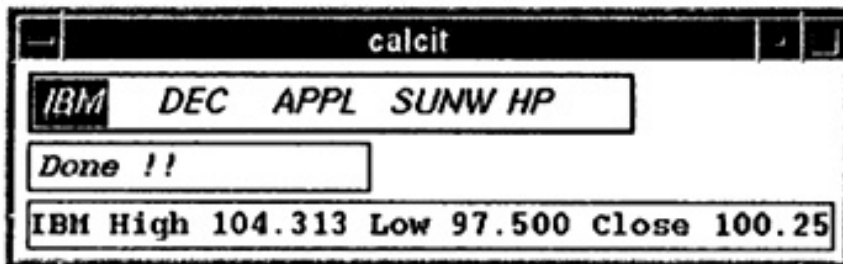 calcit
IBM DEC APPL SUNW HP
Done !!
IBM High 104.313 Low 97.500 Close 100.25